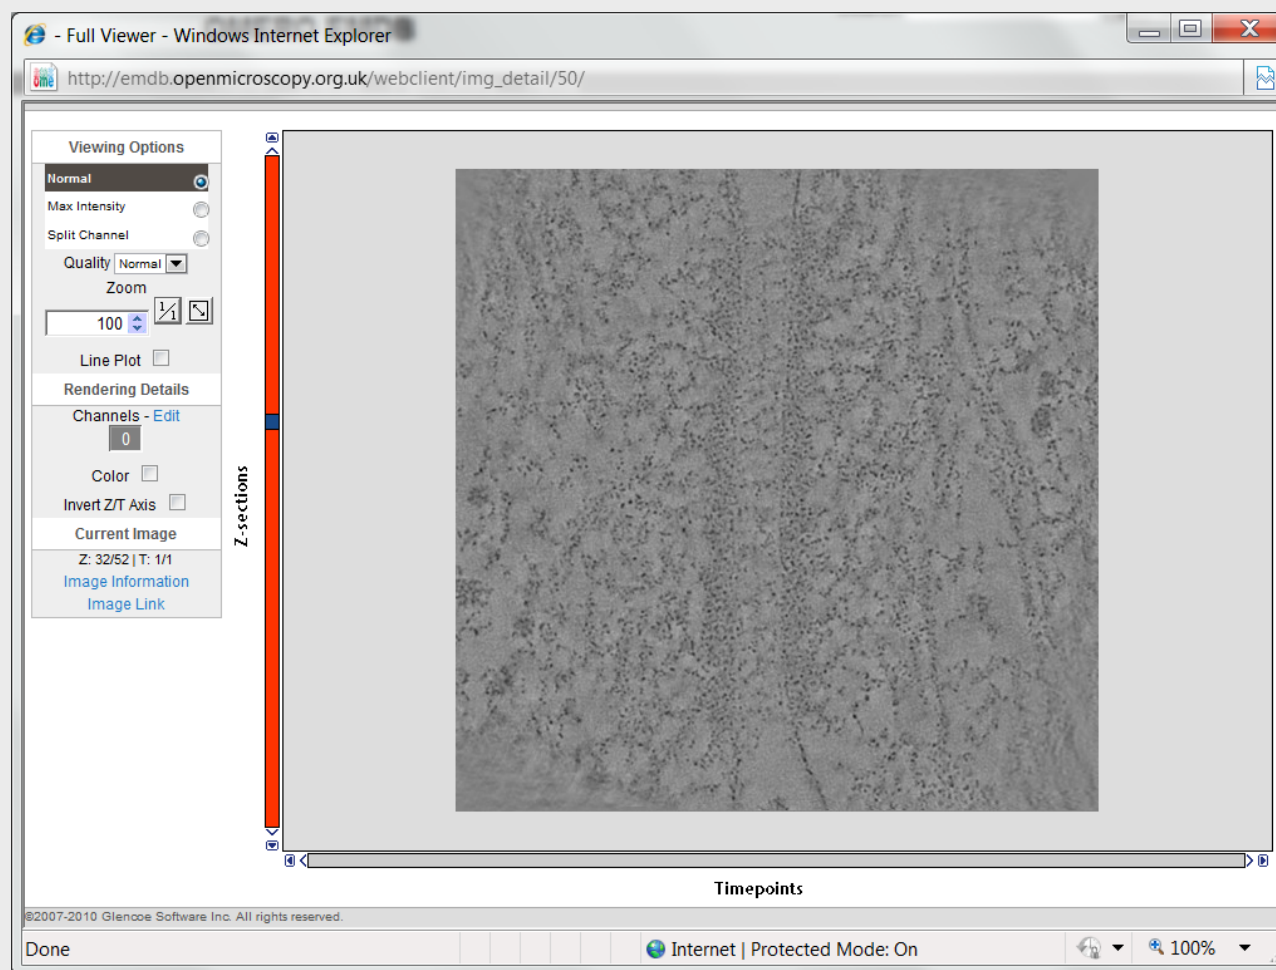 - Full Viewer - Windows Internet Explorer
ome http://emdb.openmicroscopy.org.uk/webclient/img_detail/50/
Viewing Options
Normal
Max Intensity
Split Channel
Quality Normal
Zoom
1/1
100
Line Plot
Rendering Details
Channels - Edit
0
Color
Invert Z/T Axis
Current Image
Z: 32/52 | T: 1/1
Image Information
Image Link
Z-sections
Timepoints
©2007-2010 Glencoe Software Inc. All rights reserved.
Done
Internet | Protected Mode: On
100%